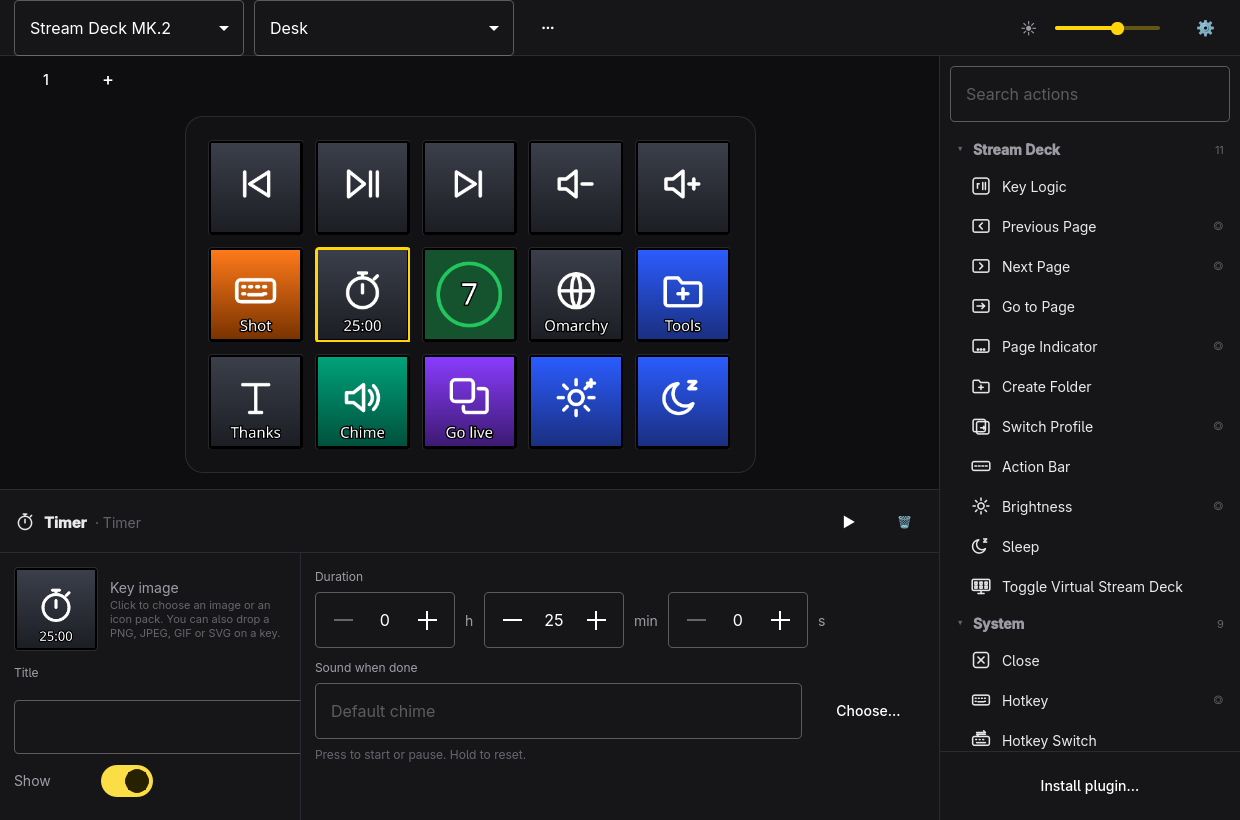 Stream Deck MK.2
Desk
...
1
+
Shot
25:00
7
Omarchy
Tools
Thanks
Chime
Go live
Timer · Timer
Key image
Click to choose an image or an
icon pack. You can also drop a
PNG, JPEG, GIF or SVG on a key.
25:00
Title
Show
Duration
0 h
25 min
0 s
Sound when done
Default chime
Choose...
Press to start or pause. Hold to reset.
Search actions
Stream Deck 11
Key Logic
Previous Page
Next Page
Go to Page
Page Indicator
Create Folder
Switch Profile
Action Bar
Brightness
Sleep
Toggle Virtual Stream Deck
System 9
Close
Hotkey
Hotkey Switch
Install plugin...